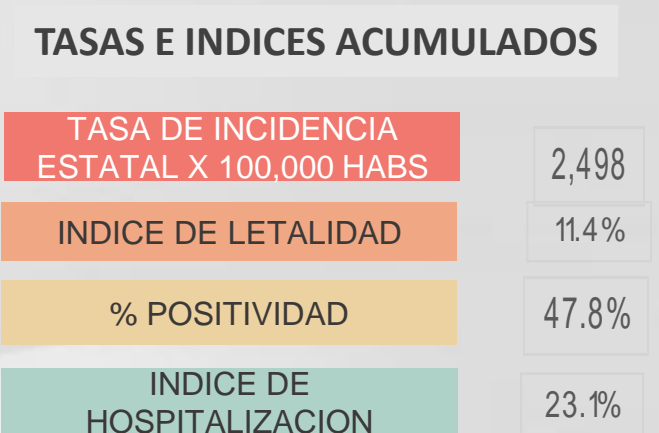 TASAS E INDICES ACUMULADOS
TASA DE INCIDENCIA
ESTATAL X 100,000 HABS
2,498
INDICE DE LETALIDAD
11.4%
% POSITIVIDAD
47.8%
INDICE DE
HOSPITALIZACION
23.1%